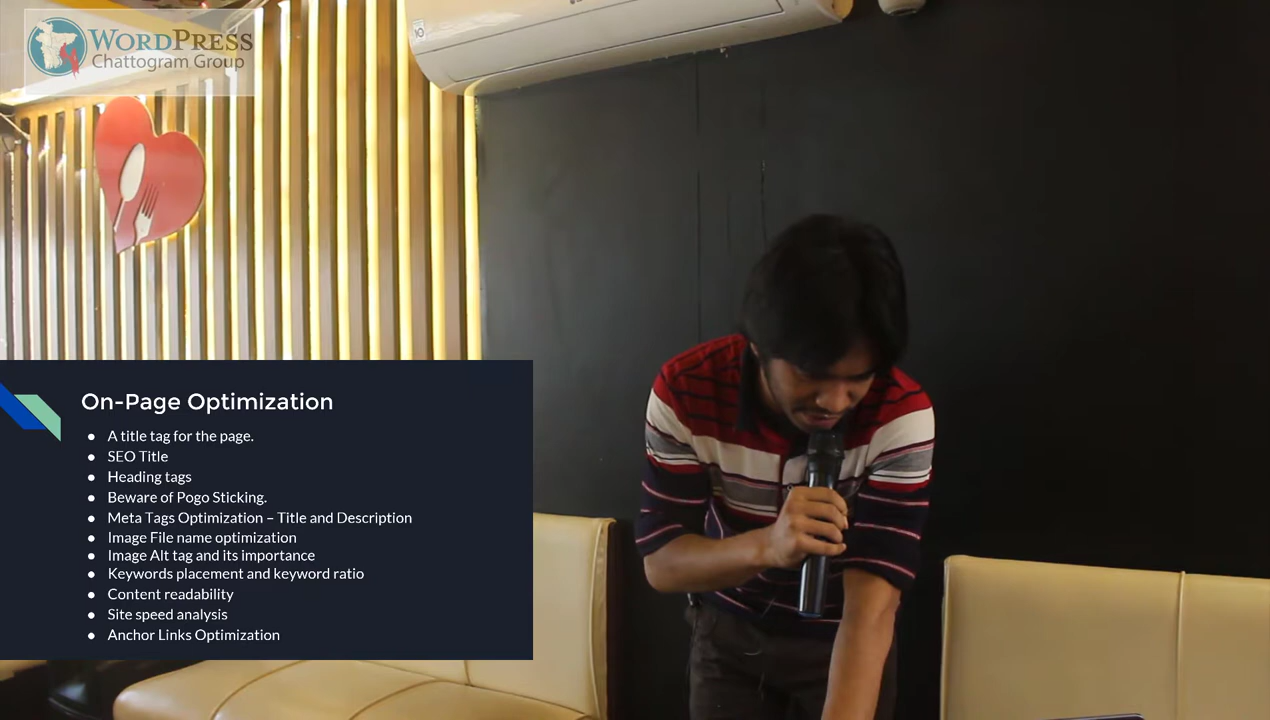 WORDPRESS
Chattogram Group
On-Page Optimization
● A title tag for the page.
● SEO Title
● Heading tags
● Beware of Pogo Sticking.
● Meta Tags Optimization – Title and Description
● Image File name optimization
● Image Alt tag and its importance
● Keywords placement and keyword ratio
● Content readability
● Site speed analysis
● Anchor Links Optimization